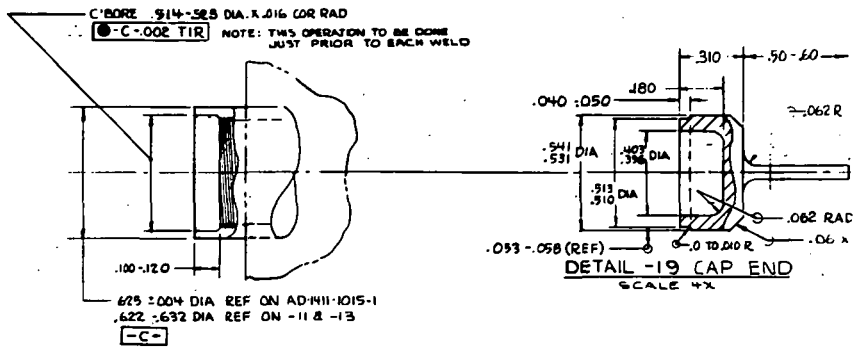 C'BORE .514-.525 DIA. X .016 COR RAD
-C-.002 TIR
NOTE: THIS OPERATION TO BE DONE
JUST PRIOR TO EACH WELD
.100-.120
.625 ±.004 DIA REF ON AD-1411-1015-1
.622-.632 DIA REF ON -11 & -13
-C-
.310
.50-.60
.180
.040-.050
.062 R
.541
.531 DIA
.403
.396 DIA
.513
.510 DIA
.062 RAD
.053-.058 (REF)
.0 TO .010 R
.06 X
DETAIL -19 CAP END
SCALE 4X